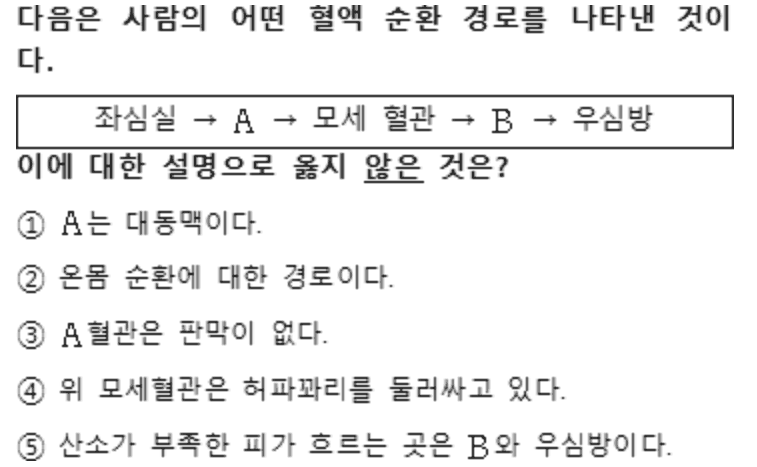 다음은 사람의 어떤 혈액 순환 경로를 나타낸 것이
다.
좌심실 → A → 모세 혈관 → B → 우심방
이에 대한 설명으로 옳지 않은 것은?
① A는 대동맥이다.
② 온몸 순환에 대한 경로이다.
③ A혈관은 판막이 없다.
④ 위 모세혈관은 허파꽈리를 둘러싸고 있다.
⑤ 산소가 부족한 피가 흐르는 곳은 B와 우심방이다.